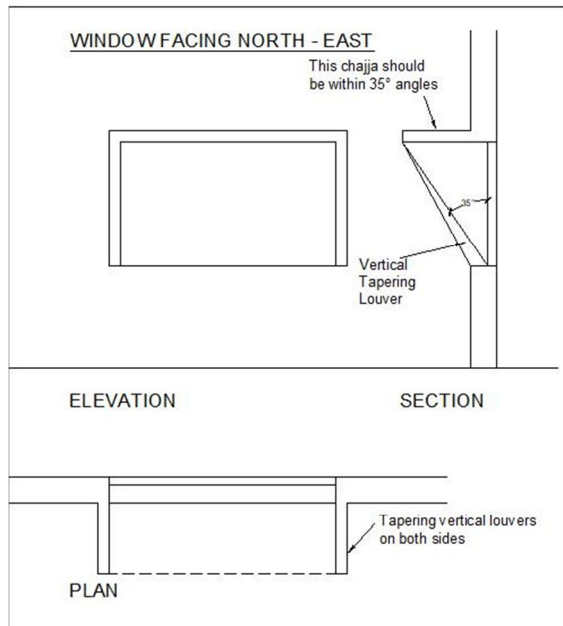 WINDOW FACING NORTH - EAST
This chajja should
be within 35° angles
35°
Vertical
Tapering
Louver
ELEVATION
SECTION
Tapering vertical louvers
on both sides
PLAN